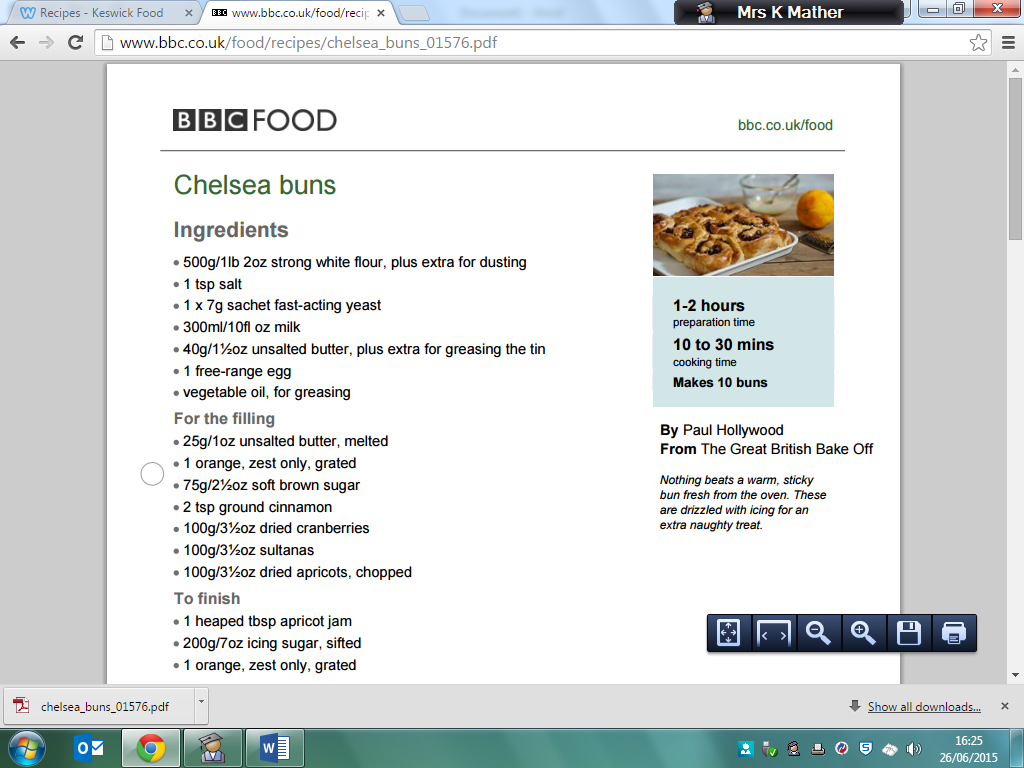 Recipes - Keswick Food
www.bbc.co.uk/food/recip
Mrs K Mather
www.bbc.co.uk/food/recipes/chelsea_buns_01576.pdf
BBC FOOD
bbc.co.uk/food
Chelsea buns
Ingredients
• 500g/1lb 2oz strong white flour, plus extra for dusting
• 1 tsp salt
• 1 x 7g sachet fast-acting yeast
• 300ml/10fl oz milk
• 40g/1½oz unsalted butter, plus extra for greasing the tin
• 1 free-range egg
• vegetable oil, for greasing
For the filling
• 25g/1oz unsalted butter, melted
• 1 orange, zest only, grated
• 75g/2½oz soft brown sugar
• 2 tsp ground cinnamon
• 100g/3½oz dried cranberries
• 100g/3½oz sultanas
• 100g/3½oz dried apricots, chopped
To finish
• 1 heaped tbsp apricot jam
• 200g/7oz icing sugar, sifted
• 1 orange, zest only, grated
1-2 hours
preparation time
10 to 30 mins
cooking time
Makes 10 buns
By Paul Hollywood
From The Great British Bake Off
Nothing beats a warm, sticky
bun fresh from the oven. These
are drizzled with icing for an
extra naughty treat.
chelsea_buns_01576.pdf
Show all downloads...
16:25
26/06/2015